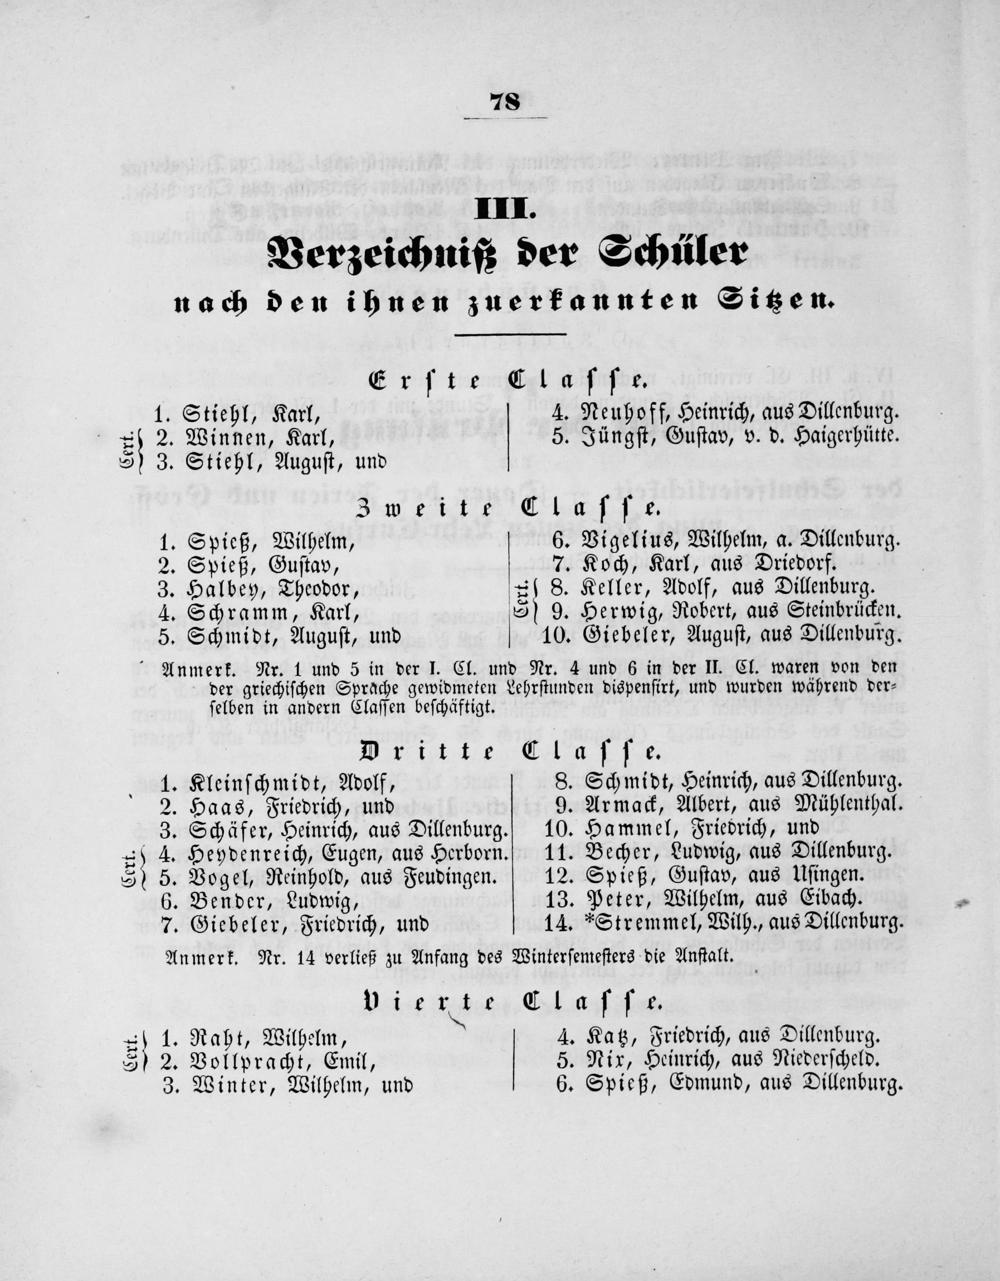 78
III.
Verzeichniß der Schüler
nach den ihnen zuerkannten Sitzen.
Erste Classe.
1. Stiehl, Karl,
Cert.
2. Winnen, Karl,
3. Stiehl, August, und
4. Neuhoff, Heinrich, aus Dillenburg.
5. Jüngst, Gustav, v. d. Haigerhütte.
Zweite Classe.
1. Spieß, Wilhelm,
2. Spieß, Gustav,
3. Halbey, Theodor,
4. Schramm, Karl,
5. Schmidt, August, und
6. Vigelius, Wilhelm, a. Dillenburg.
7. Koch, Karl, aus Driedorf.
Cert.
8. Keller, Adolf, aus Dillenburg.
9. Herwig, Robert, aus Steinbrücken.
10. Giebeler, August, aus Dillenburg.
Anmerk. Nr. 1 und 5 in der I. Cl. und Nr. 4 und 6 in der II. Cl. waren von den
der griechischen Sprache gewidmeten Lehrstunden dispensirt, und wurden während der=
selben in andern Classen beschäftigt.
Dritte Classe.
1. Kleinschmidt, Adolf,
2. Haas, Friedrich, und
3. Schäfer, Heinrich, aus Dillenburg.
Cert.
4. Heydenreich, Eugen, aus Herborn.
5. Vogel, Reinhold, aus Feudingen.
6. Bender, Ludwig,
7. Giebeler, Friedrich, und
8. Schmidt, Heinrich, aus Dillenburg.
9. Armack, Albert, aus Mühlenthal.
10. Hammel, Friedrich, und
11. Becher, Ludwig, aus Dillenburg.
12. Spieß, Gustav, aus Usingen.
13. Peter, Wilhelm, aus Eibach.
14. *Stremmel, Wilh., aus Dillenburg.
Anmerk. Nr. 14 verließ zu Anfang des Wintersemesters die Anstalt.
Vierte Classe.
Cert.
1. Raht, Wilhelm,
2. Vollpracht, Emil,
3. Winter, Wilhelm, und
4. Katz, Friedrich, aus Dillenburg.
5. Nix, Heinrich, aus Niederscheld.
6. Spieß, Edmund, aus Dillenburg.